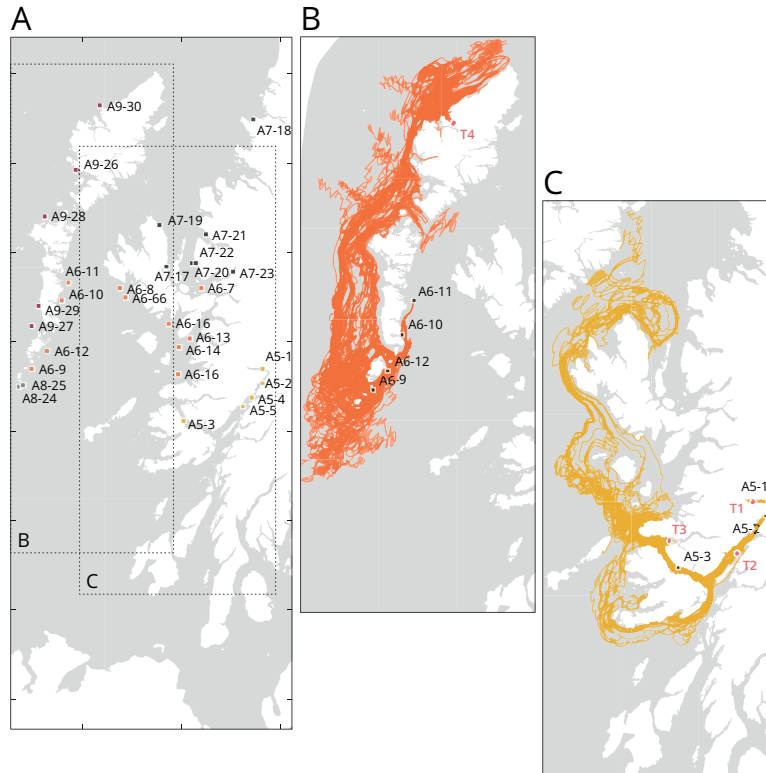 A
B
A9-30
A7-18
T4
A9-26
C
A9-28
A7-19
A7-21
A7-22
A6-11
A7-17
A7-20
A7-23
A6-10
A6-8
A6-7
A6-66
A6-11
A9-29
A6-16
A9-27
A6-13
A6-10
A6-14
A6-12
A5-1
A6-12
A6-9
A6-16
A5-2
A8-25
A6-9
A8-24
A5-4
A5-5
A5-3
A5-1
T1
T3
A5-2
B
A5-3
T2
C